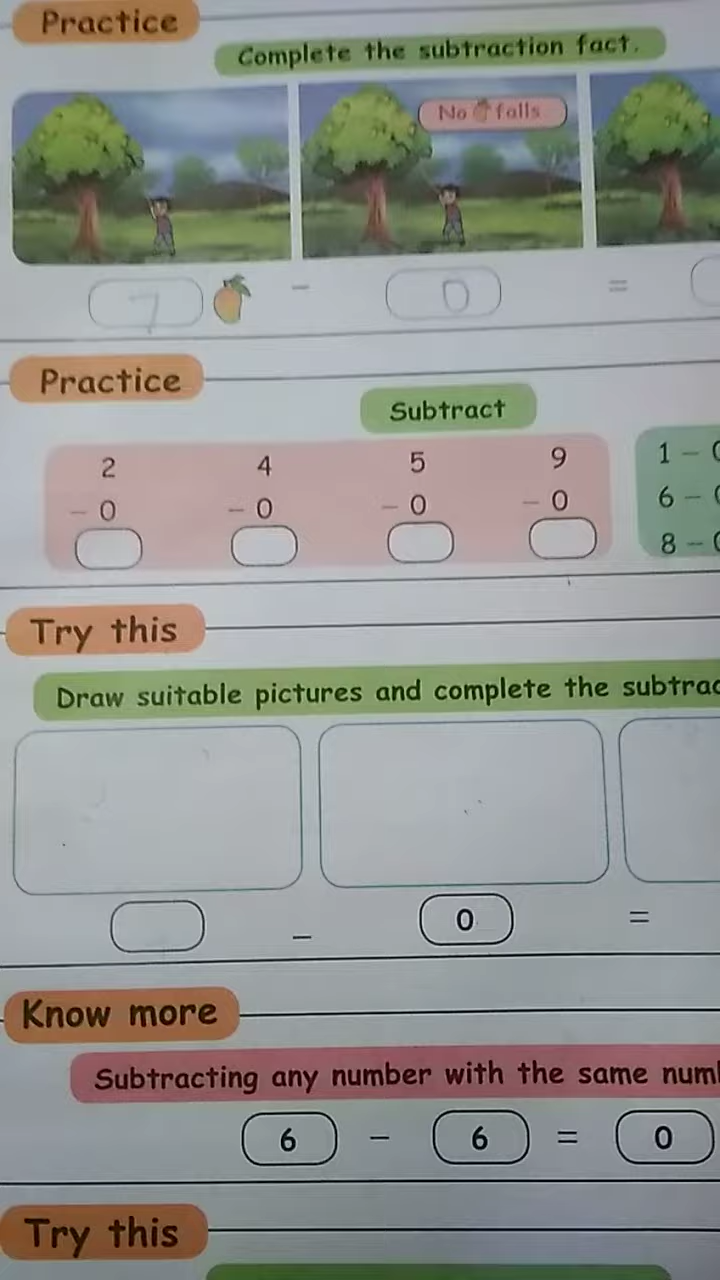 Practice
Complete the subtraction fact.
No falls
7 - 0 =
Practice
Subtract
2 4 5 9 1 -
- 0 - 0 - 0 - 0 6 -
8 -
Try this
Draw suitable pictures and complete the
- 0 =
Know more
Subtracting any number with the same
6 - 6 = 0
Try this